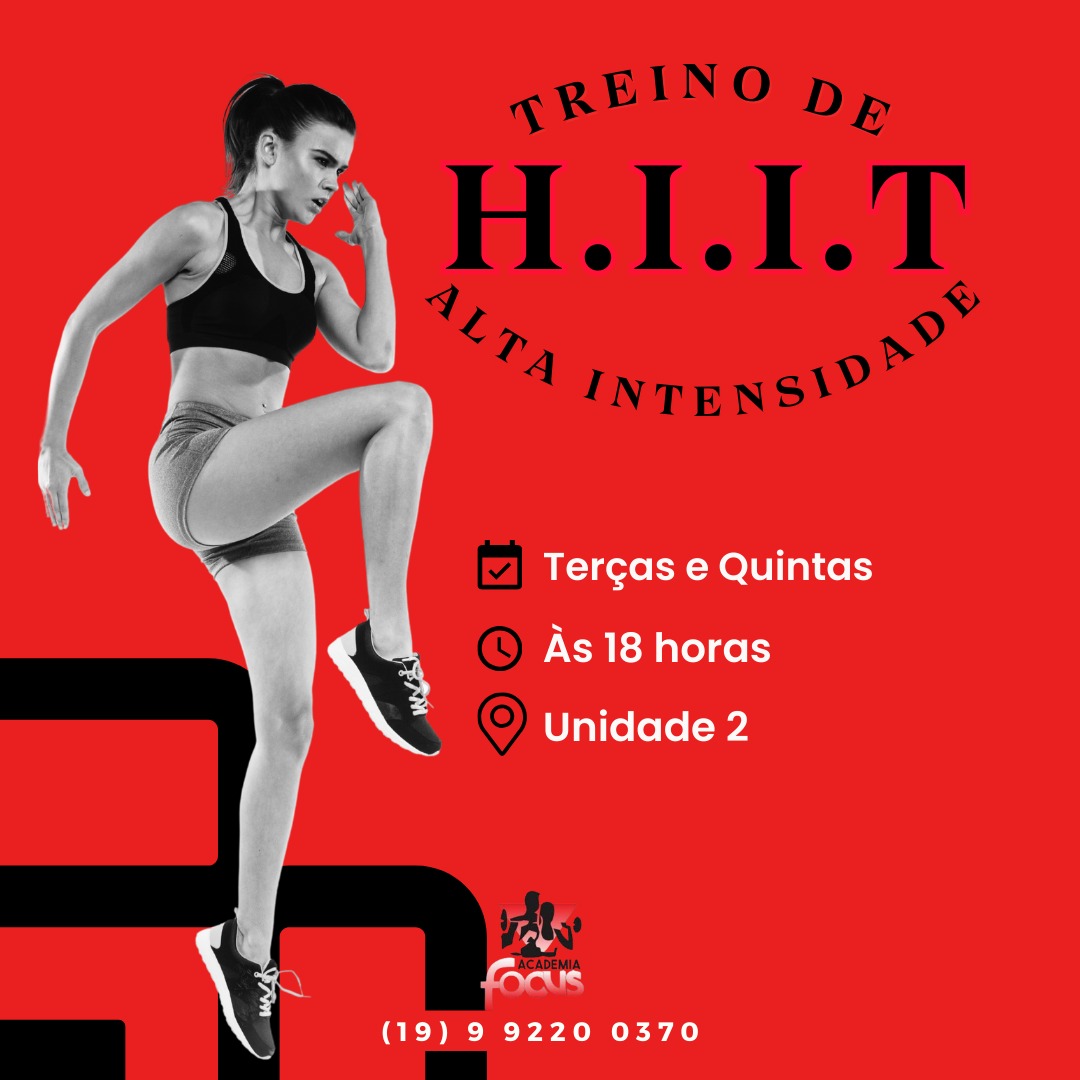 TREINO DE
H.I.I.T
ALTA INTENSIDADE
Terças e Quintas
Às 18 horas
Unidade 2
ACADEMIA
focus
(19) 9 9220 0370